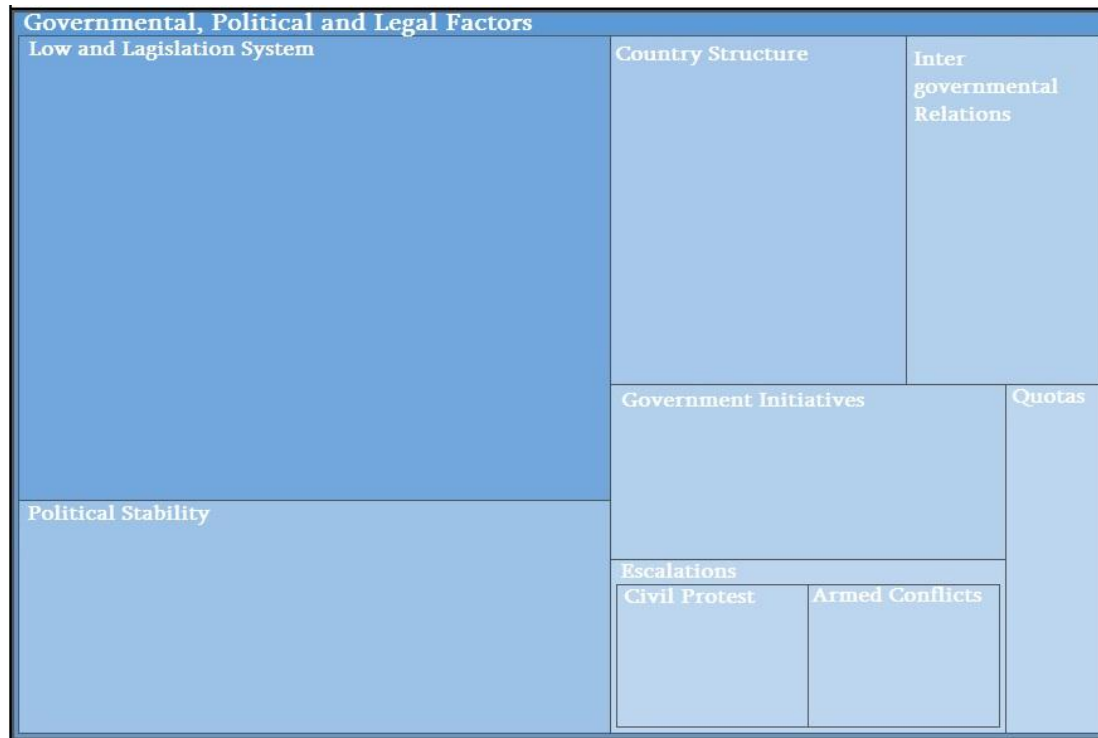 Governmental, Political and Legal Factors
Low and Lagislation System
Country Structure
Inter
governmental
Relations
Government Initiatives
Quotas
Political Stability
Escalations
Civil Protest
Armed Conflicts